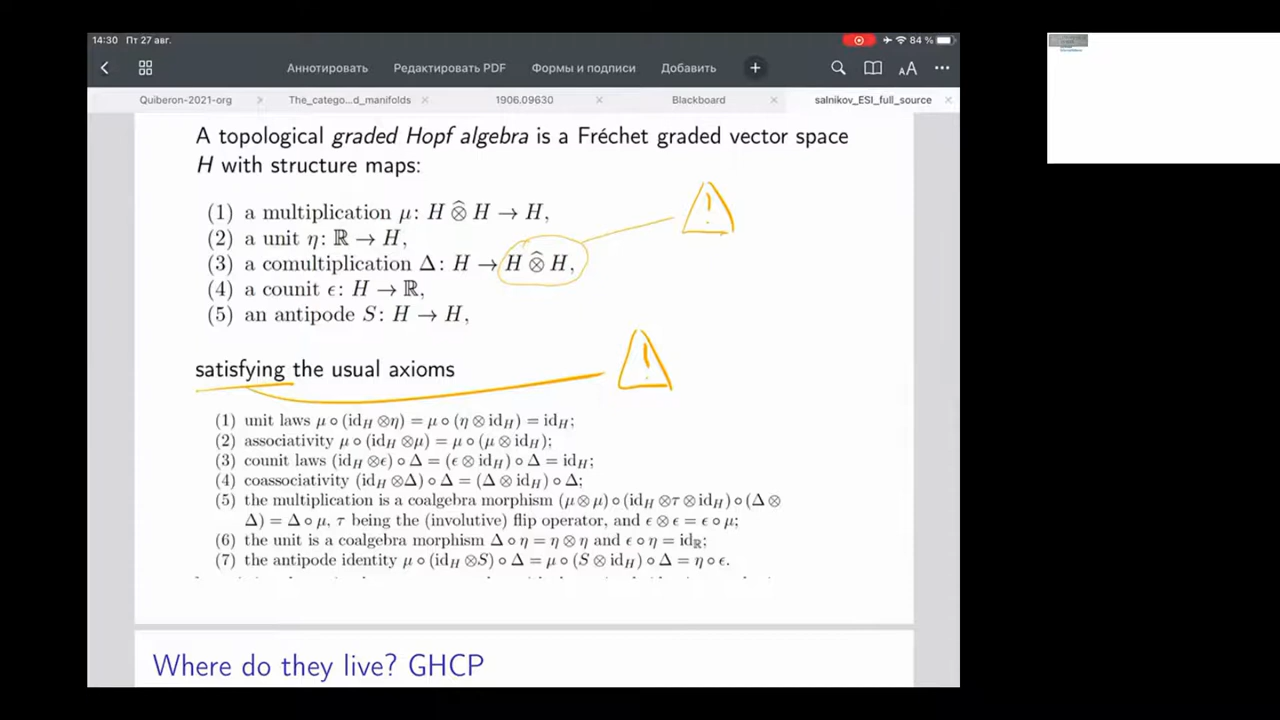 14:30 Пт 27 авг.
84 %
Аннотировать Редактировать PDF Формы и подписи Добавить
AA
Quiberon-2021-org The_catego...d_manifolds 1906.09630 Blackboard salnikov_ESI_full_source
A topological graded Hopf algebra is a Fréchet graded vector space
H with structure maps:
(1) a multiplication μ: H ⊗̂ H → H,
(2) a unit η: ℝ → H,
(3) a comultiplication Δ: H → H ⊗̂ H,
(4) a counit ϵ: H → ℝ,
(5) an antipode S: H → H,
!
satisfying the usual axioms
!
(1) unit laws μ ∘ (id_H ⊗η) = μ ∘ (η ⊗ id_H) = id_H;
(2) associativity μ ∘ (id_H ⊗μ) = μ ∘ (μ ⊗ id_H);
(3) counit laws (id_H ⊗ϵ) ∘ Δ = (ϵ ⊗ id_H) ∘ Δ = id_H;
(4) coassociativity (id_H ⊗Δ) ∘ Δ = (Δ ⊗ id_H) ∘ Δ;
(5) the multiplication is a coalgebra morphism (μ ⊗ μ) ∘ (id_H ⊗τ ⊗ id_H) ∘ (Δ ⊗
Δ) = Δ ∘ μ, τ being the (involutive) flip operator, and ϵ ⊗ ϵ = ϵ ∘ μ;
(6) the unit is a coalgebra morphism Δ ∘ η = η ⊗ η and ϵ ∘ η = id_ℝ;
(7) the antipode identity μ ∘ (id_H ⊗S) ∘ Δ = μ ∘ (S ⊗ id_H) ∘ Δ = η ∘ ϵ.
Where do they live? GHCP